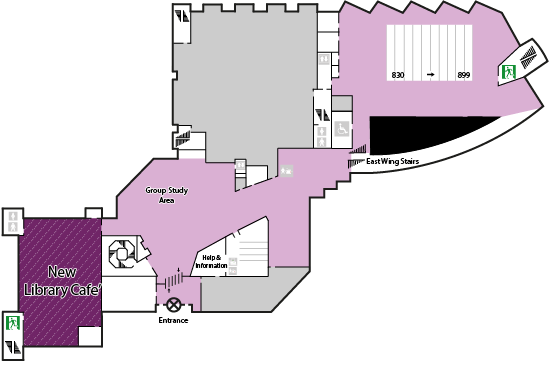 830 → 899
East Wing Stairs
Group Study
Area
Help &
Information
New
Library Cafe'
Entrance